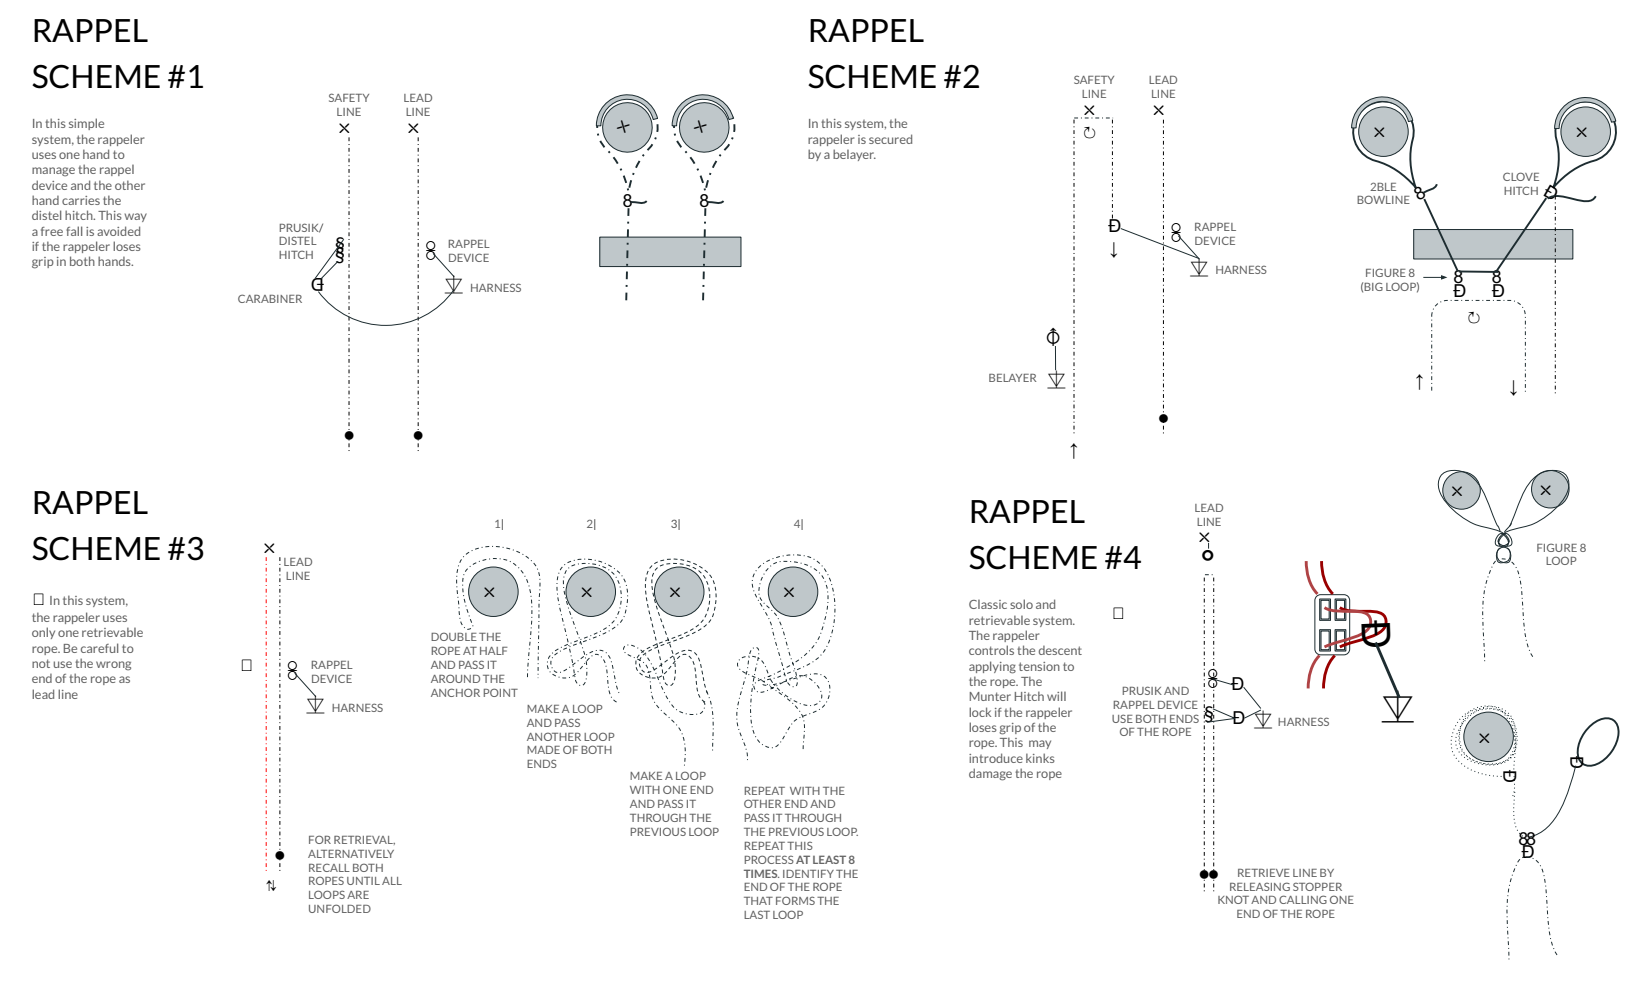 RAPPEL
SCHEME #1
In this simple
system, the rappeler
uses one hand to
manage the rappel
device and the other
hand carries the
distel hitch. This way
a free fall is avoided
if the rappeler loses
grip in both hands.
SAFETY
LINE
LEAD
LINE
PRUSIK/
DISTEL
HITCH
CARABINER
RAPPEL
DEVICE
HARNESS
RAPPEL
SCHEME #2
In this system, the
rappeler is secured
by a belayer.
SAFETY
LINE
LEAD
LINE
RAPPEL
DEVICE
HARNESS
BELAYER
2BLE
BOWLINE
CLOVE
HITCH
FIGURE 8
(BIG LOOP)
RAPPEL
SCHEME #3
In this system,
the rappeler uses
only one retrievable
rope. Be careful to
not use the wrong
end of the rope as
lead line
LEAD
LINE
RAPPEL
DEVICE
HARNESS
FOR RETRIEVAL,
ALTERNATIVELY
RECALL BOTH
ROPES UNTIL ALL
LOOPS ARE
UNFOLDED
1|
2|
3|
4|
DOUBLE THE
ROPE AT HALF
AND PASS IT
AROUND THE
ANCHOR POINT
MAKE A LOOP
AND PASS
ANOTHER LOOP
MADE OF BOTH
ENDS
MAKE A LOOP
WITH ONE END
AND PASS IT
THROUGH THE
PREVIOUS LOOP
REPEAT WITH THE
OTHER END AND
PASS IT THROUGH
THE PREVIOUS LOOP.
REPEAT THIS
PROCESS AT LEAST 8
TIMES. IDENTIFY THE
END OF THE ROPE
THAT FORMS THE
LAST LOOP
RAPPEL
SCHEME #4
Classic solo and
retrievable system.
The rappeler
controls the descent
applying tension to
the rope. The
Munter Hitch will
lock if the rappeler
loses grip of the
rope. This may
introduce kinks
damage the rope
LEAD
LINE
PRUSIK AND
RAPPEL DEVICE
USE BOTH ENDS
OF THE ROPE
HARNESS
RETRIEVE LINE BY
RELEASING STOPPER
KNOT AND CALLING ONE
END OF THE ROPE
FIGURE 8
LOOP